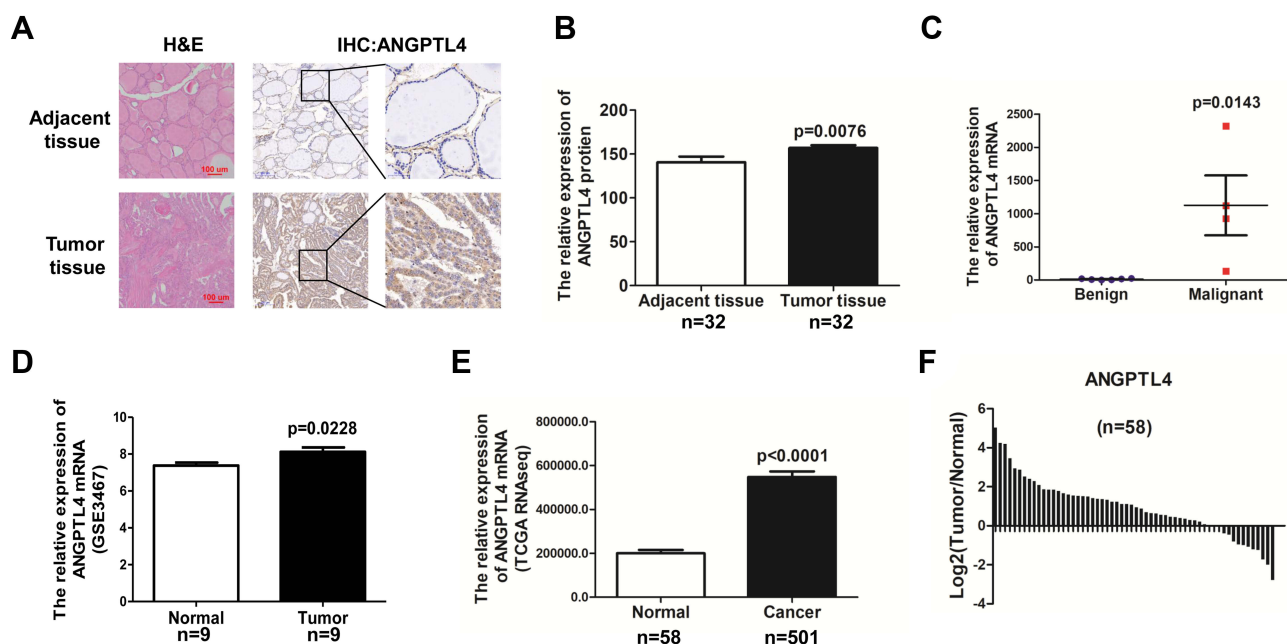 A
H&E
IHC:ANGPTL4
Adjacent
tissue
100 um
Tumor
tissue
100 um
B
The relative expression of
ANGPTL4 protien
200
150
100
50
0
p=0.0076
Adjacent tissue
Tumor tissue
n=32
n=32
C
The relative expression
of ANGPTL4 mRNA
2500
2000
1500
1000
500
0
p=0.0143
Benign
Malignant
D
The relative expression of
ANGPTL4 mRNA
(GSE3467)
10
8
6
4
2
0
p=0.0228
Normal
Tumor
n=9
n=9
E
The relative expression
of ANGPTL4 mRNA
(TCGA RNAseq)
800000.0
600000.0
400000.0
200000.0
0.0
p<0.0001
Normal
Cancer
n=58
n=501
F
ANGPTL4
(n=58)
Log2(Tumor/Normal)
6
4
2
0
-2
-4